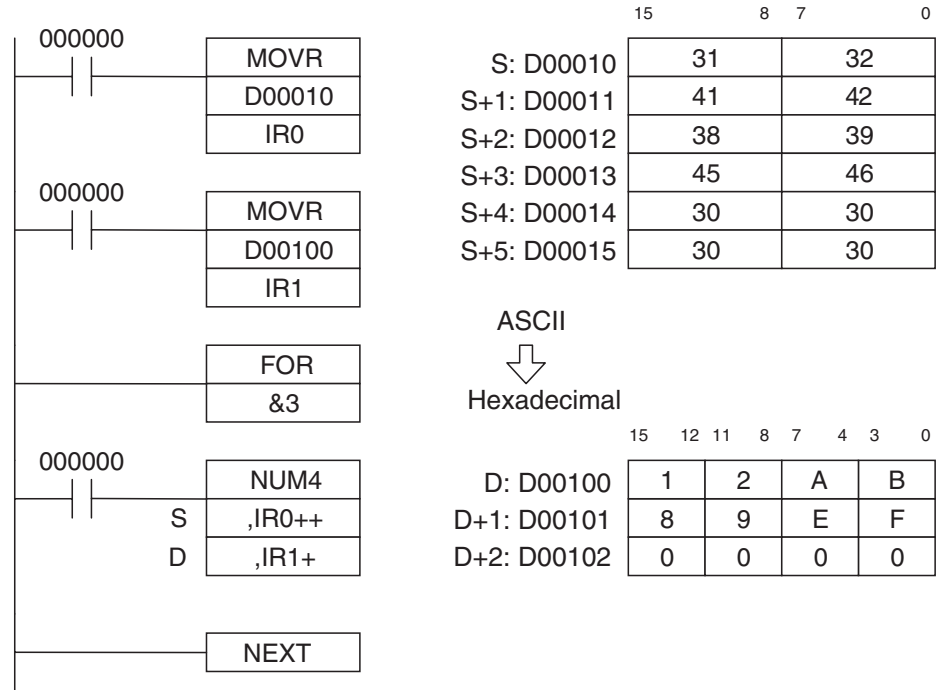 000000
MOVR
D00010
IR0
000000
MOVR
D00100
IR1
FOR
&3
000000
NUM4
S ,IR0++
D ,IR1+
NEXT
15 8 7 0
S: D00010 31 32
S+1: D00011 41 42
S+2: D00012 38 39
S+3: D00013 45 46
S+4: D00014 30 30
S+5: D00015 30 30
ASCII
Hexadecimal
15 12 11 8 7 4 3 0
D: D00100 1 2 A B
D+1: D00101 8 9 E F
D+2: D00102 0 0 0 0